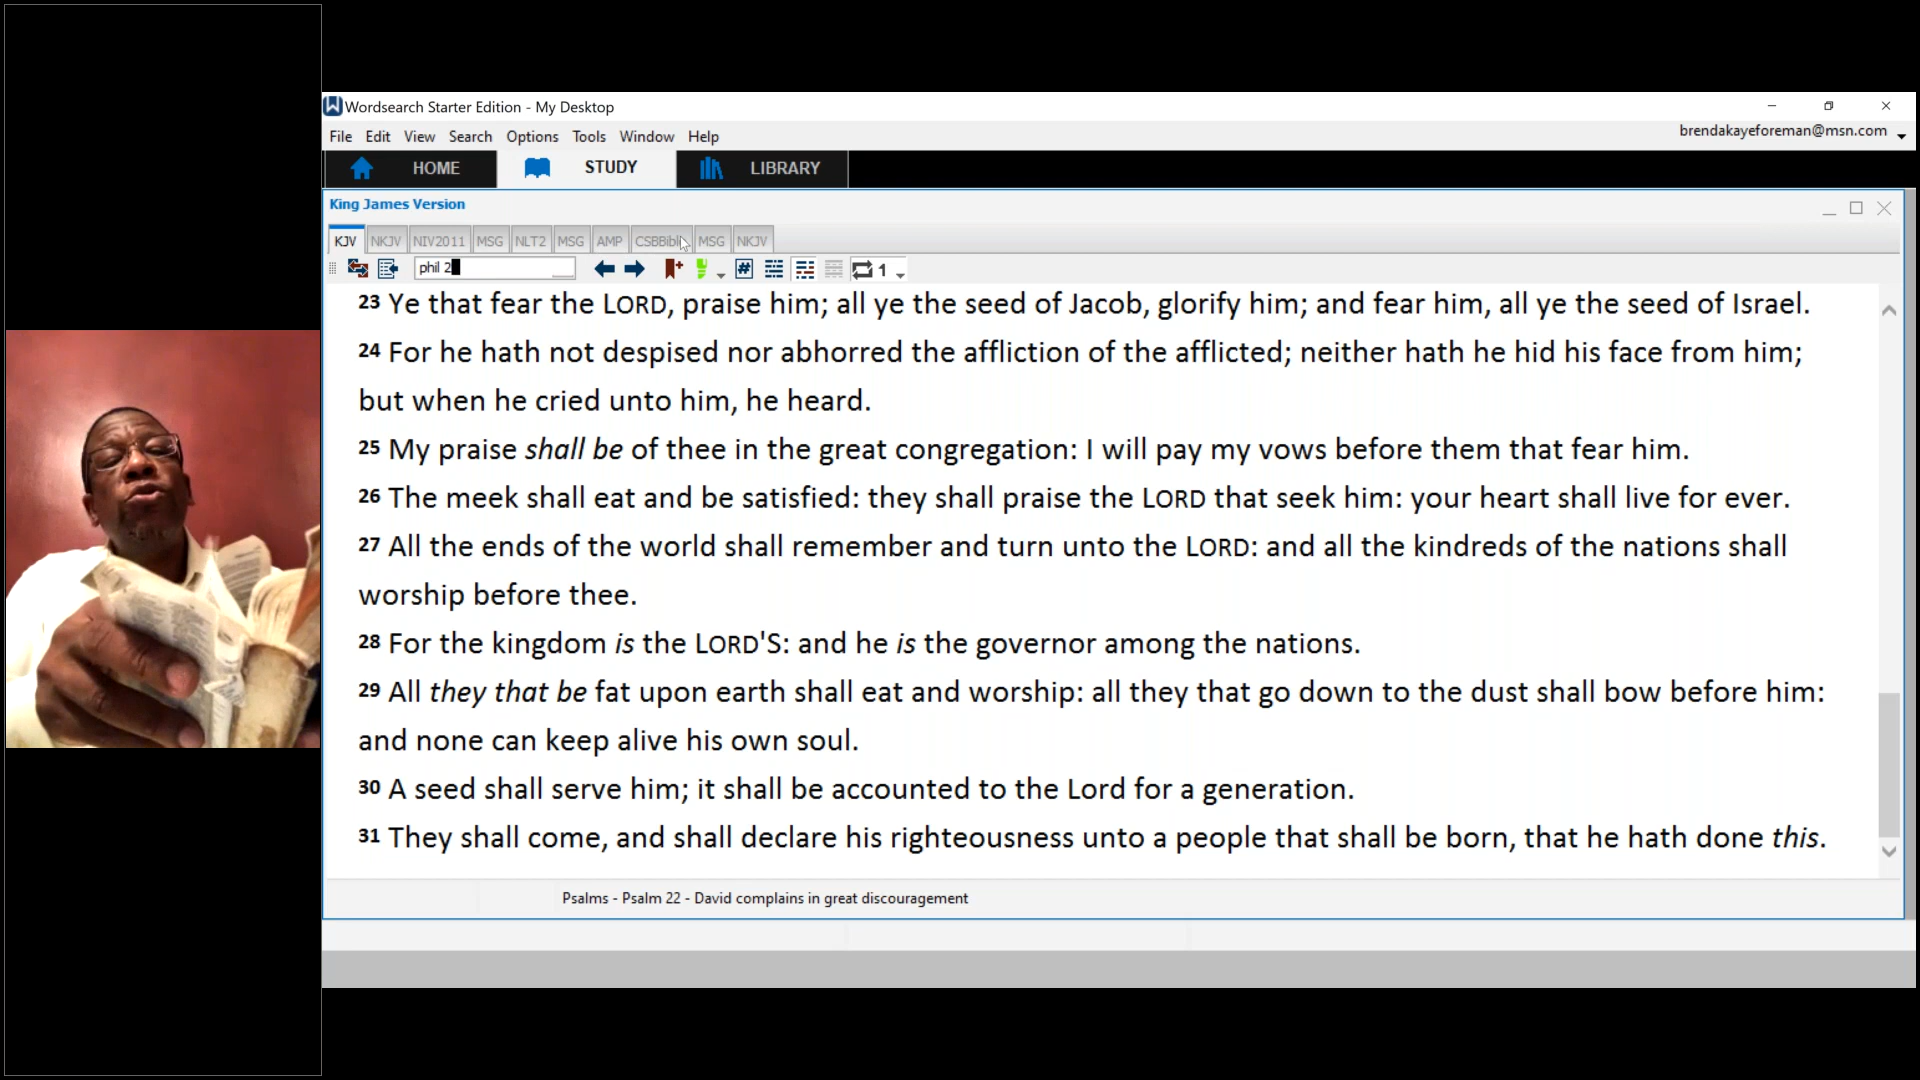 Wordsearch Starter Edition - My Desktop
File Edit View Search Options Tools Window Help
brendakayeforeman@msn.com
HOME STUDY LIBRARY
King James Version
KJV NKJV NIV2011 MSG NLT2 MSG AMP CSBBible MSG NKJV
phil 2
# 1
23 Ye that fear the LORD, praise him; all ye the seed of Jacob, glorify him; and fear him, all ye the seed of Israel.
24 For he hath not despised nor abhorred the affliction of the afflicted; neither hath he hid his face from him;
but when he cried unto him, he heard.
25 My praise shall be of thee in the great congregation: I will pay my vows before them that fear him.
26 The meek shall eat and be satisfied: they shall praise the LORD that seek him: your heart shall live for ever.
27 All the ends of the world shall remember and turn unto the LORD: and all the kindreds of the nations shall
worship before thee.
28 For the kingdom is the LORD'S: and he is the governor among the nations.
29 All they that be fat upon earth shall eat and worship: all they that go down to the dust shall bow before him:
and none can keep alive his own soul.
30 A seed shall serve him; it shall be accounted to the Lord for a generation.
31 They shall come, and shall declare his righteousness unto a people that shall be born, that he hath done this.
Psalms - Psalm 22 - David complains in great discouragement